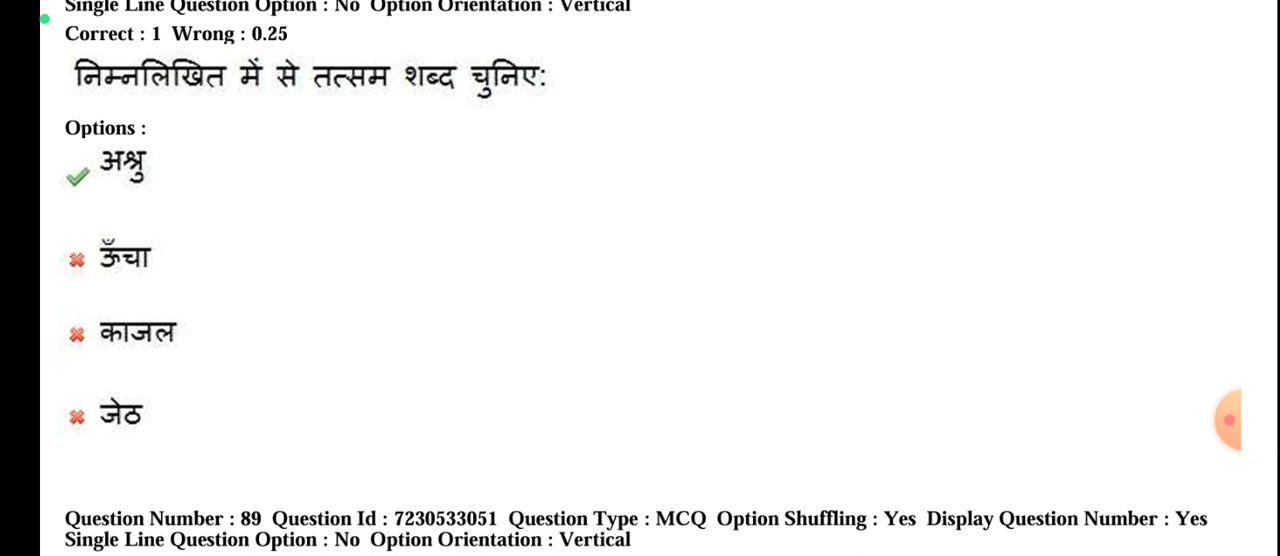 Single Line Question Option : No Option Orientation : Vertical
Correct : 1 Wrong : 0.25
निम्नलिखित में से तत्सम शब्द चुनिए:
Options :
अश्रु
ऊँचा
काजल
जेठ
Question Number : 89 Question Id : 7230533051 Question Type : MCQ Option Shuffling : Yes Display Question Number : Yes
Single Line Question Option : No Option Orientation : Vertical